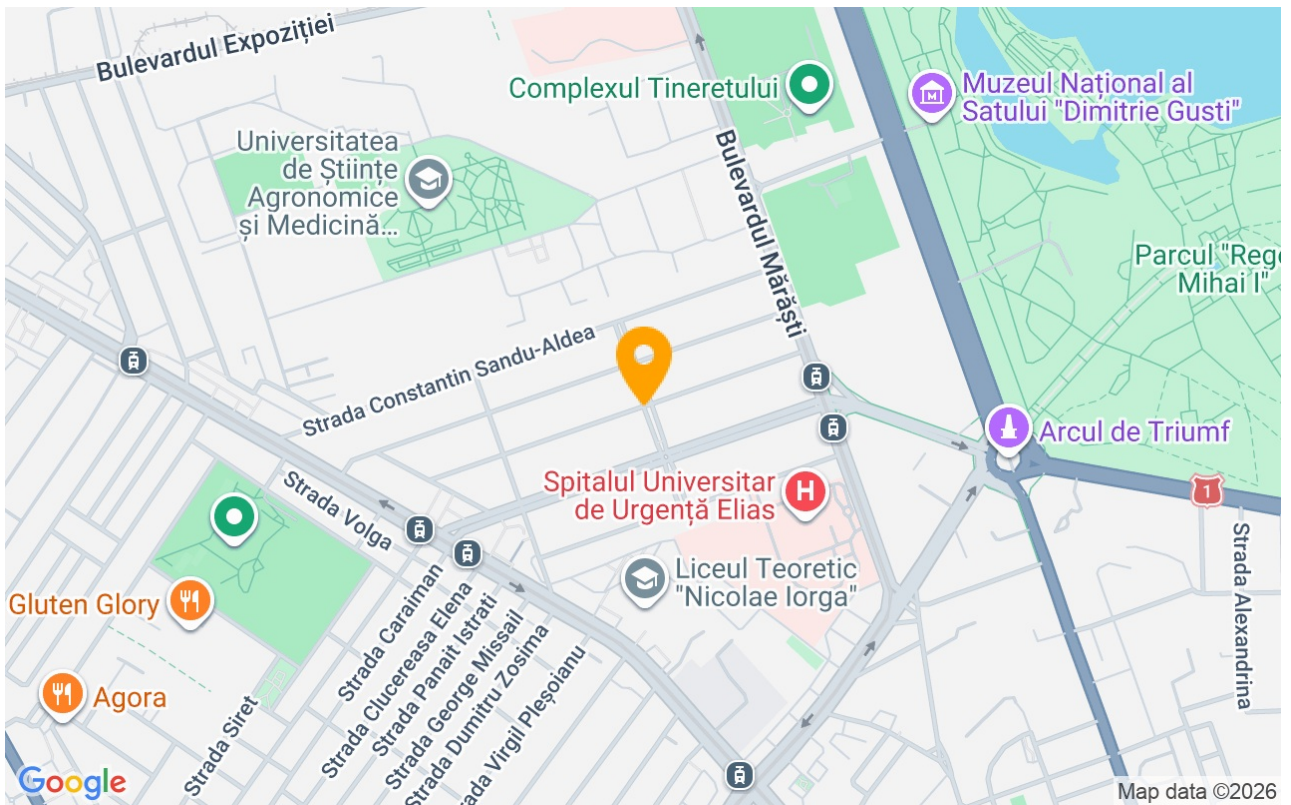 Bulevardul Expoziției
Complexul Tineretului
Muzeul Național al
Satului "Dimitrie Gusti"
Universitatea
de Științe
Agronomice
și Medicină...
Bulevardul Mărăști
Parcul "Rege
Mihai I"
Strada Constantin Sandu-Aldea
Arcul de Triumf
Spitalul Universitar
de Urgență Elias
H
1
Strada Volga
Liceul Teoretic
"Nicolae Iorga"
Strada Alexandrina
Gluten Glory
Agora
Strada Siret
Strada Caraiman
Strada Clucereasa Elena
Strada Panait Istrati
Strada George Missail
Strada Dumitru Zosima
rada Virgil Pleșoianu
Google
Map data ©2026